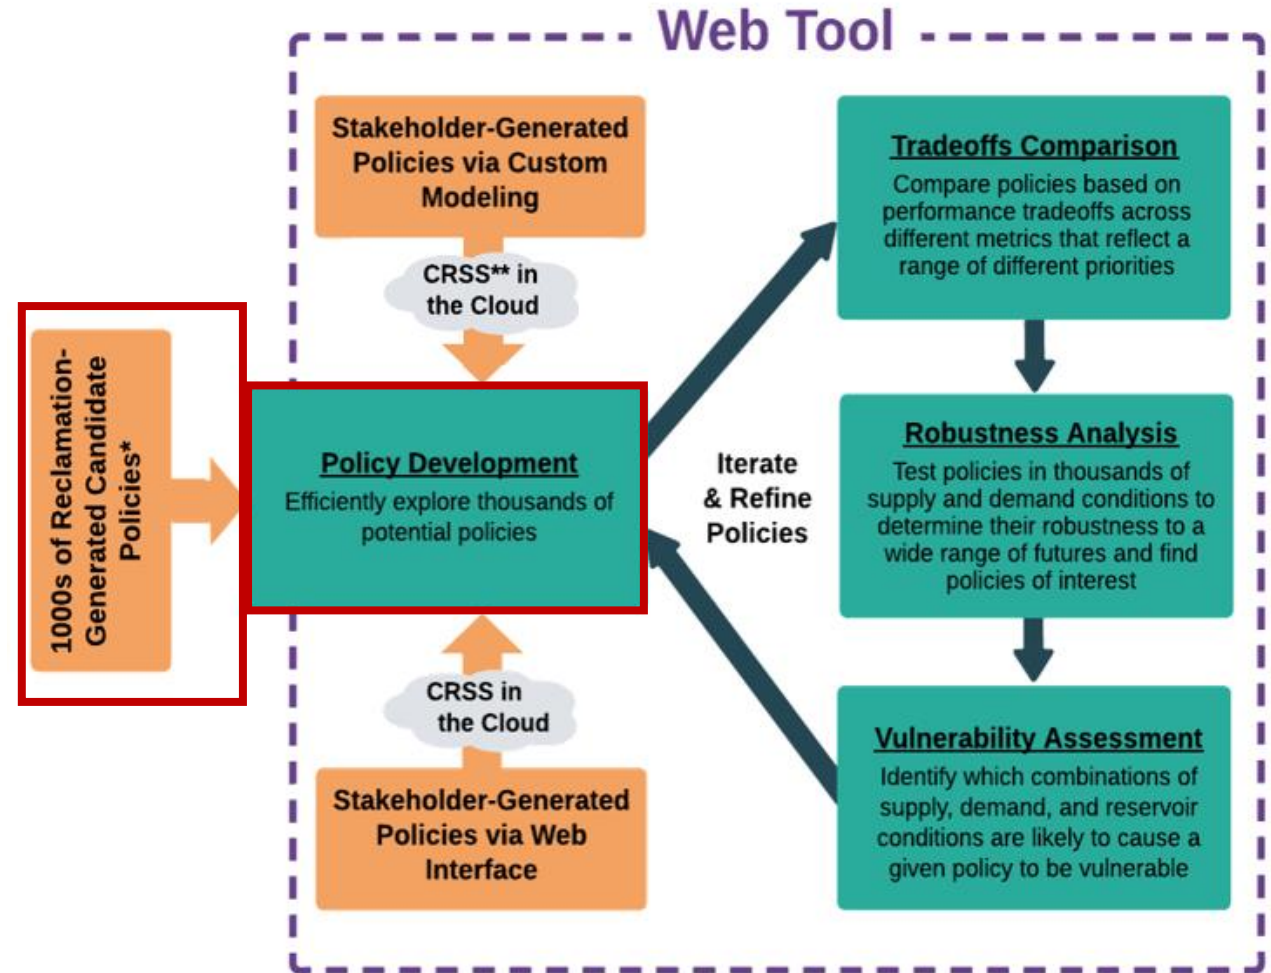 Web Tool
Stakeholder-Generated
Policies via Custom
Modeling
CRSS** in
the Cloud
1000s of Reclamation-
Generated Candidate
Policies*
Policy Development
Efficiently explore thousands of
potential policies
CRSS in
the Cloud
Stakeholder-Generated
Policies via Web
Interface
Iterate
& Refine
Policies
Tradeoffs Comparison
Compare policies based on
performance tradeoffs across
different metrics that reflect a
range of different priorities
Robustness Analysis
Test policies in thousands of
supply and demand conditions to
determine their robustness to a
wide range of futures and find
policies of interest
Vulnerability Assessment
Identify which combinations of
supply, demand, and reservoir
conditions are likely to cause a
given policy to be vulnerable